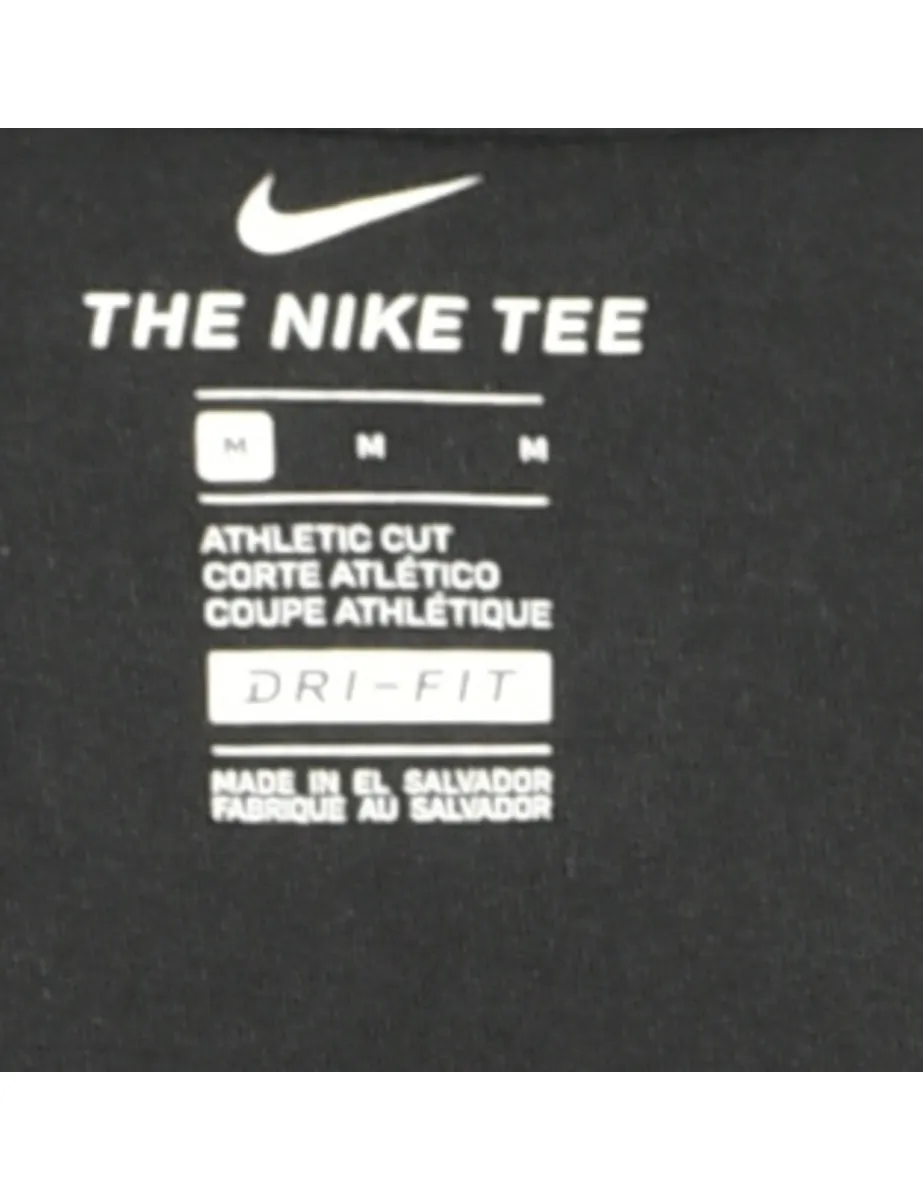 THE NIKE TEE
M M M
ATHLETIC CUT
CORTE ATLÉTICO
COUPE ATHLÉTIQUE
DRI-FIT
MADE IN EL SALVADOR
FABRIQUE AU SALVADOR